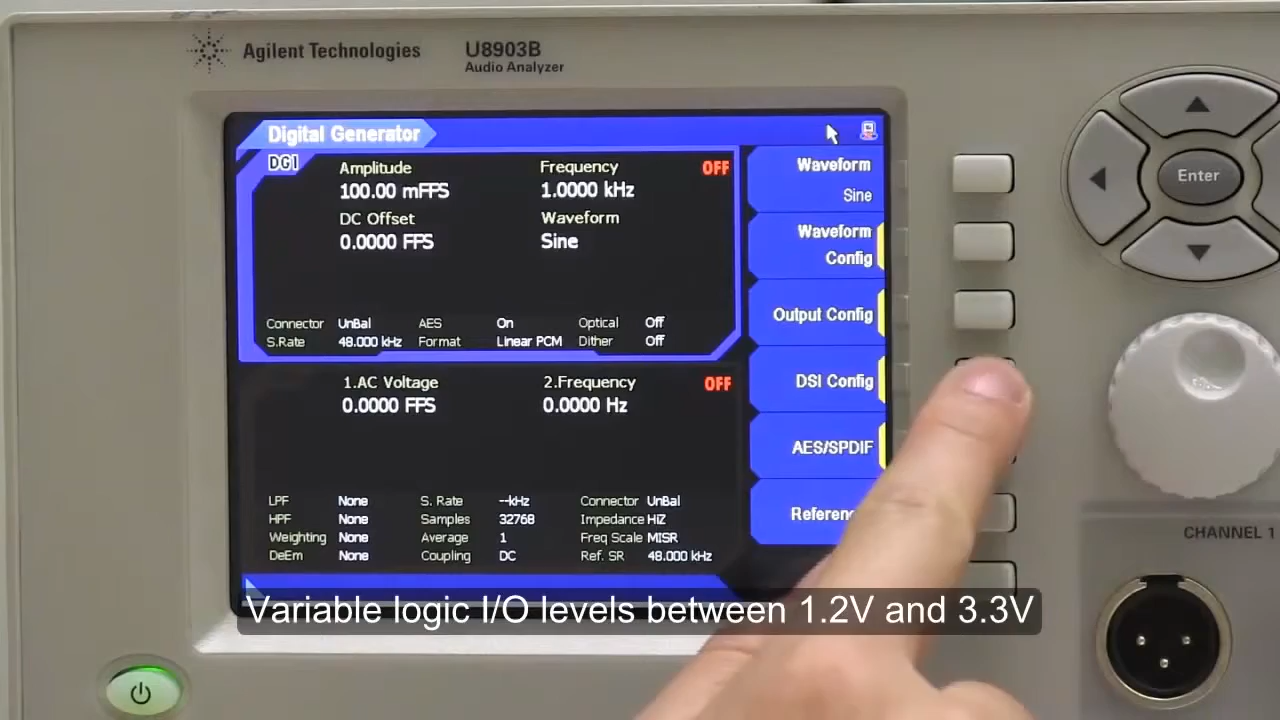 Agilent Technologies
U8903B
Audio Analyzer
Digital Generator
DG1
Amplitude
Frequency
OFF
100.00 mFPS
1.0000 kHz
DC Offset
Waveform
0.0000 FPS
Sine
Connector UnBal AES On Optical Off
S.Rate 48.000 kHz Format Linear PCM Dither Off
1.AC Voltage
2.Frequency
OFF
0.0000 FPS
0.0000 Hz
LPF None S. Rate --kHz Connector UnBal
HPF None Samples 32768 Impedance HiZ
Weighting None Average 1 Freq Scale MISR
DeEm None Coupling DC Ref. SR 48.000 kHz
Waveform
Sine
Waveform
Config
Output Config
DSI Config
AES/SPDIF
Enter
CHANNEL 1
Variable logic I/O levels between 1.2V and 3.3V